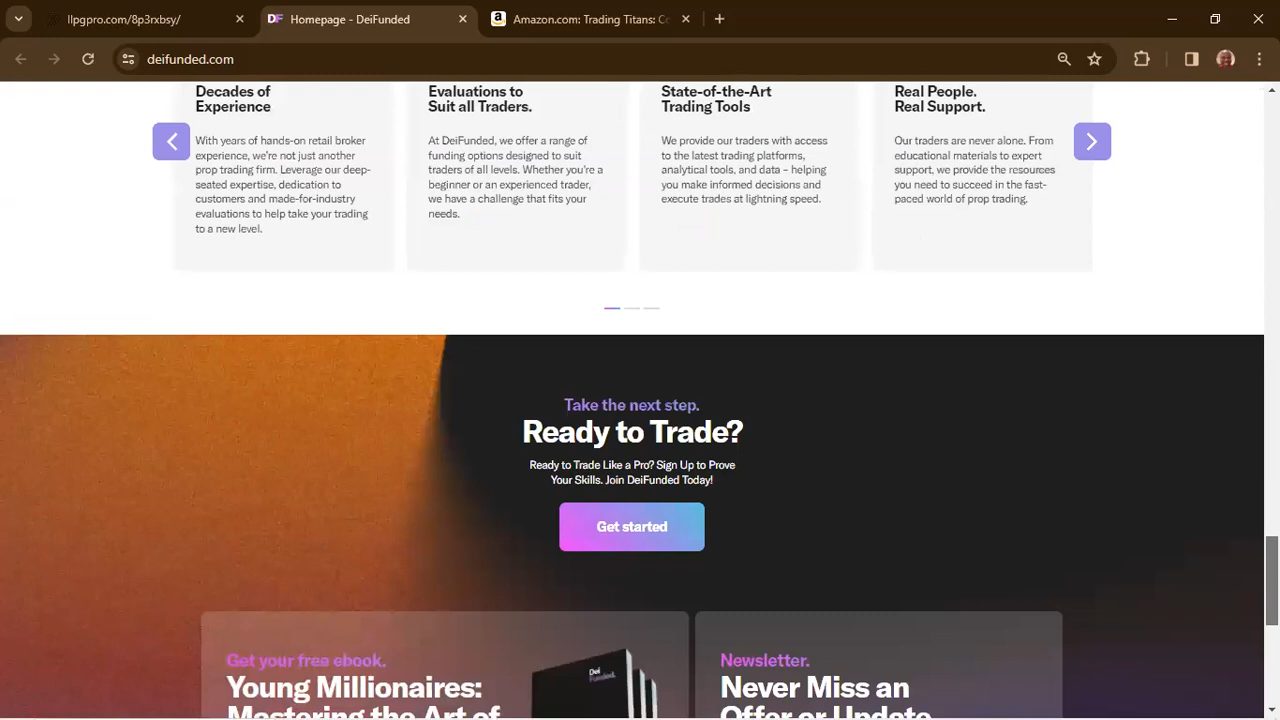 llpgpro.com/8p3rxbsy/
DF Homepage - DeiFunded
a Amazon.com: Trading Titans: Co
deifunded.com
Decades of
Experience
With years of hands-on retail broker
experience, we're not just another
prop trading firm. Leverage our deep-
seated expertise, dedication to
customers and made-for-industry
evaluations to help take your trading
to a new level.
Evaluations to
Suit all Traders.
At DeiFunded, we offer a range of
funding options designed to suit
traders of all levels. Whether you're a
beginner or an experienced trader,
we have a challenge that fits your
needs.
State-of-the-Art
Trading Tools
We provide our traders with access
to the latest trading platforms,
analytical tools, and data – helping
you make informed decisions and
execute trades at lightning speed.
Real People.
Real Support.
Our traders are never alone. From
educational materials to expert
support, we provide the resources
you need to succeed in the fast-
paced world of prop trading.
Take the next step.
Ready to Trade?
Ready to Trade Like a Pro? Sign Up to Prove
Your Skills. Join DeiFunded Today!
Get started
Get your free ebook.
Young Millionaires:
Mastering the Art of
Dei
Funded.
Newsletter.
Never Miss an
Offer or Update